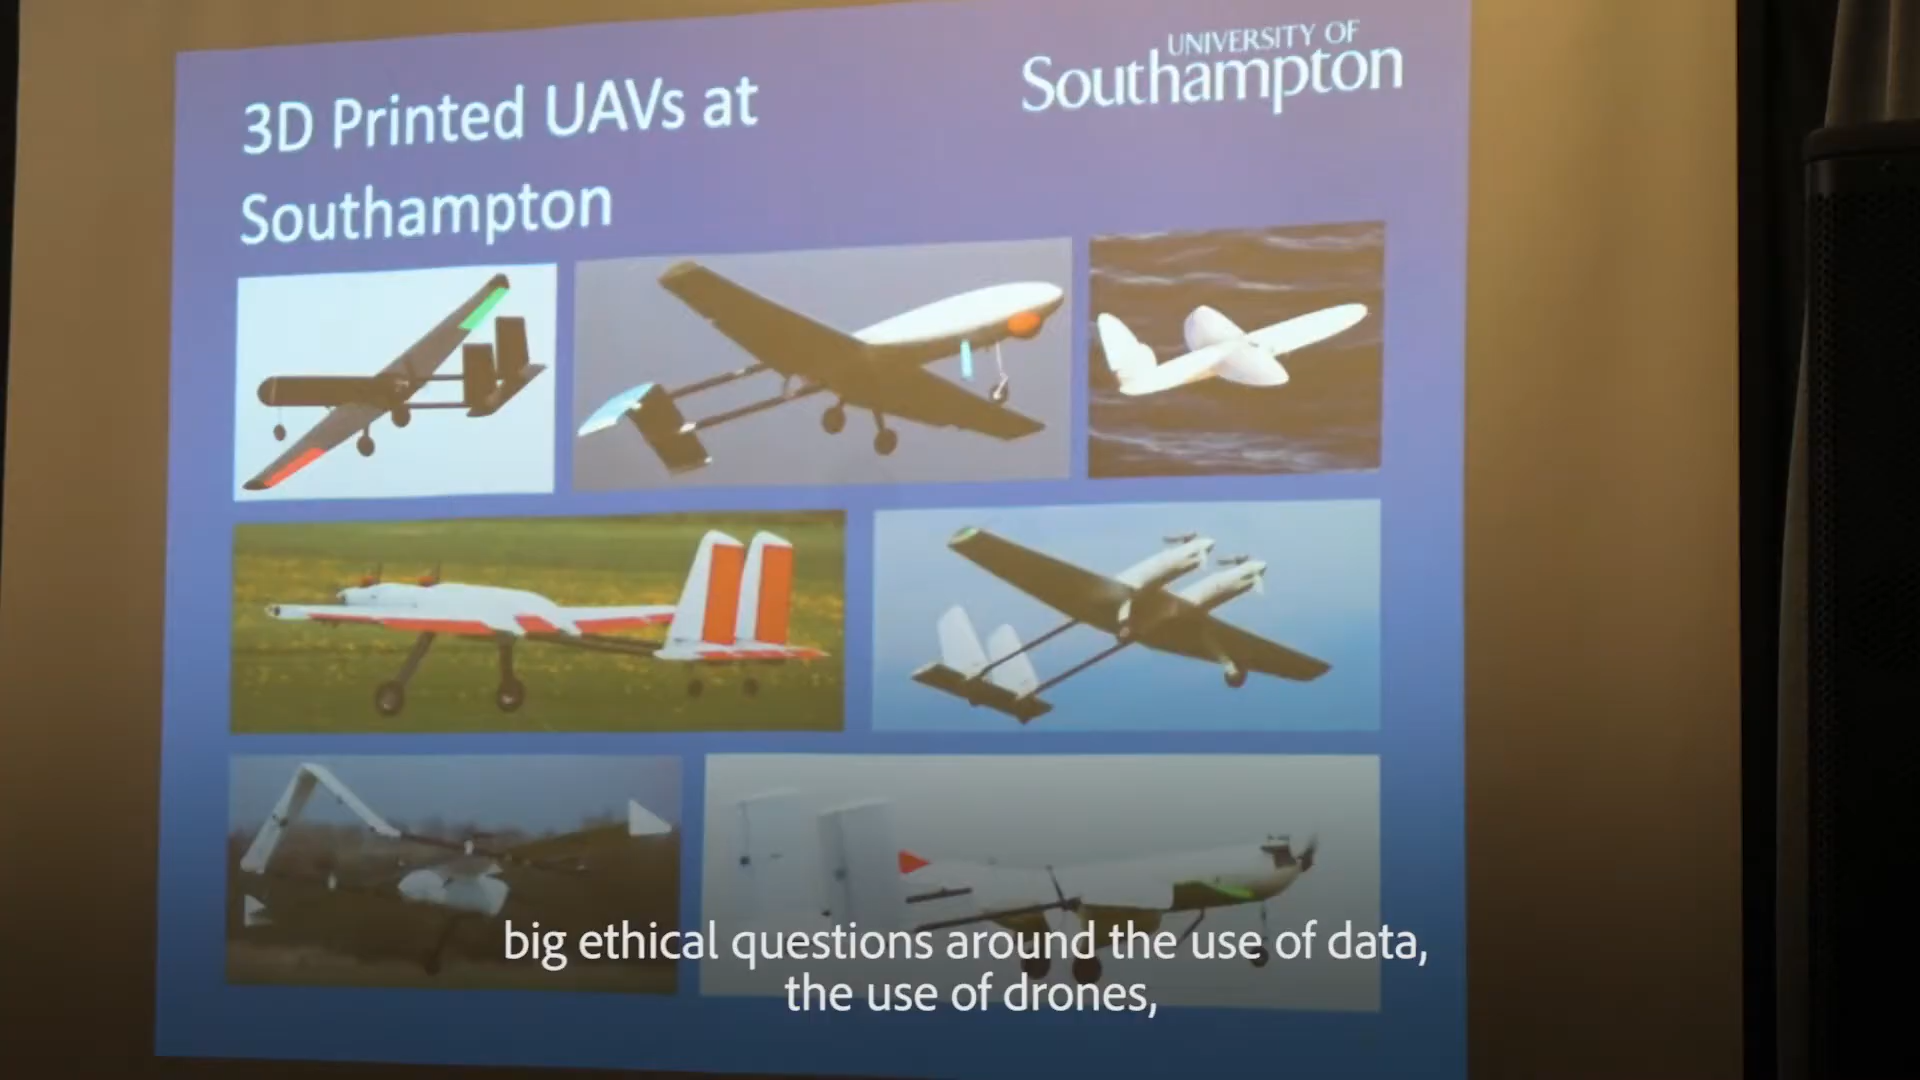 3D Printed UAVs at
Southampton
UNIVERSITY OF
Southampton
big ethical questions around the use of data,
the use of drones,